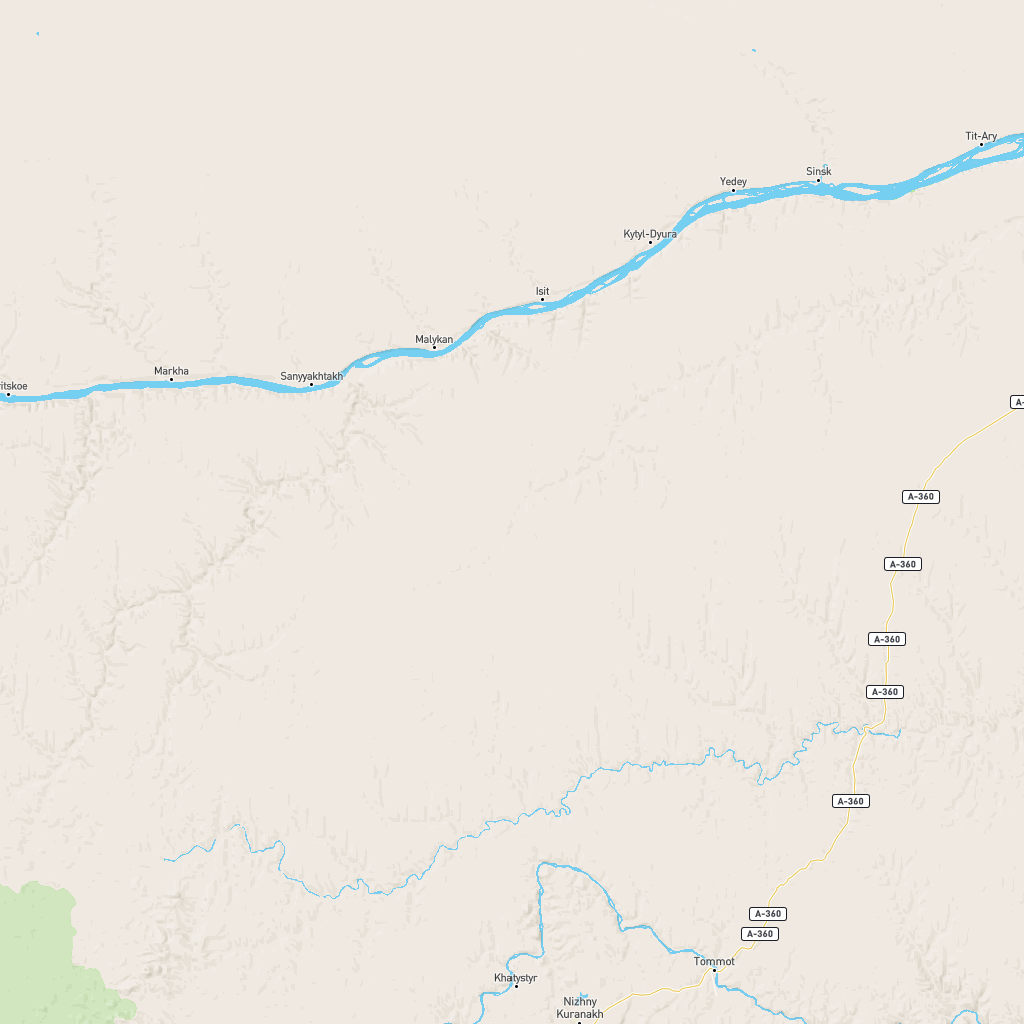 Tit-Ary
Sinsk
Yedey
Kytyl-Dyura
Isit
Malykan
Markha
Sanyyakhtakh
ritskoe
A-
A-360
A-360
A-360
A-360
A-360
A-360
A-360
Tommot
Khatystyr
Nizhny
Kuranakh